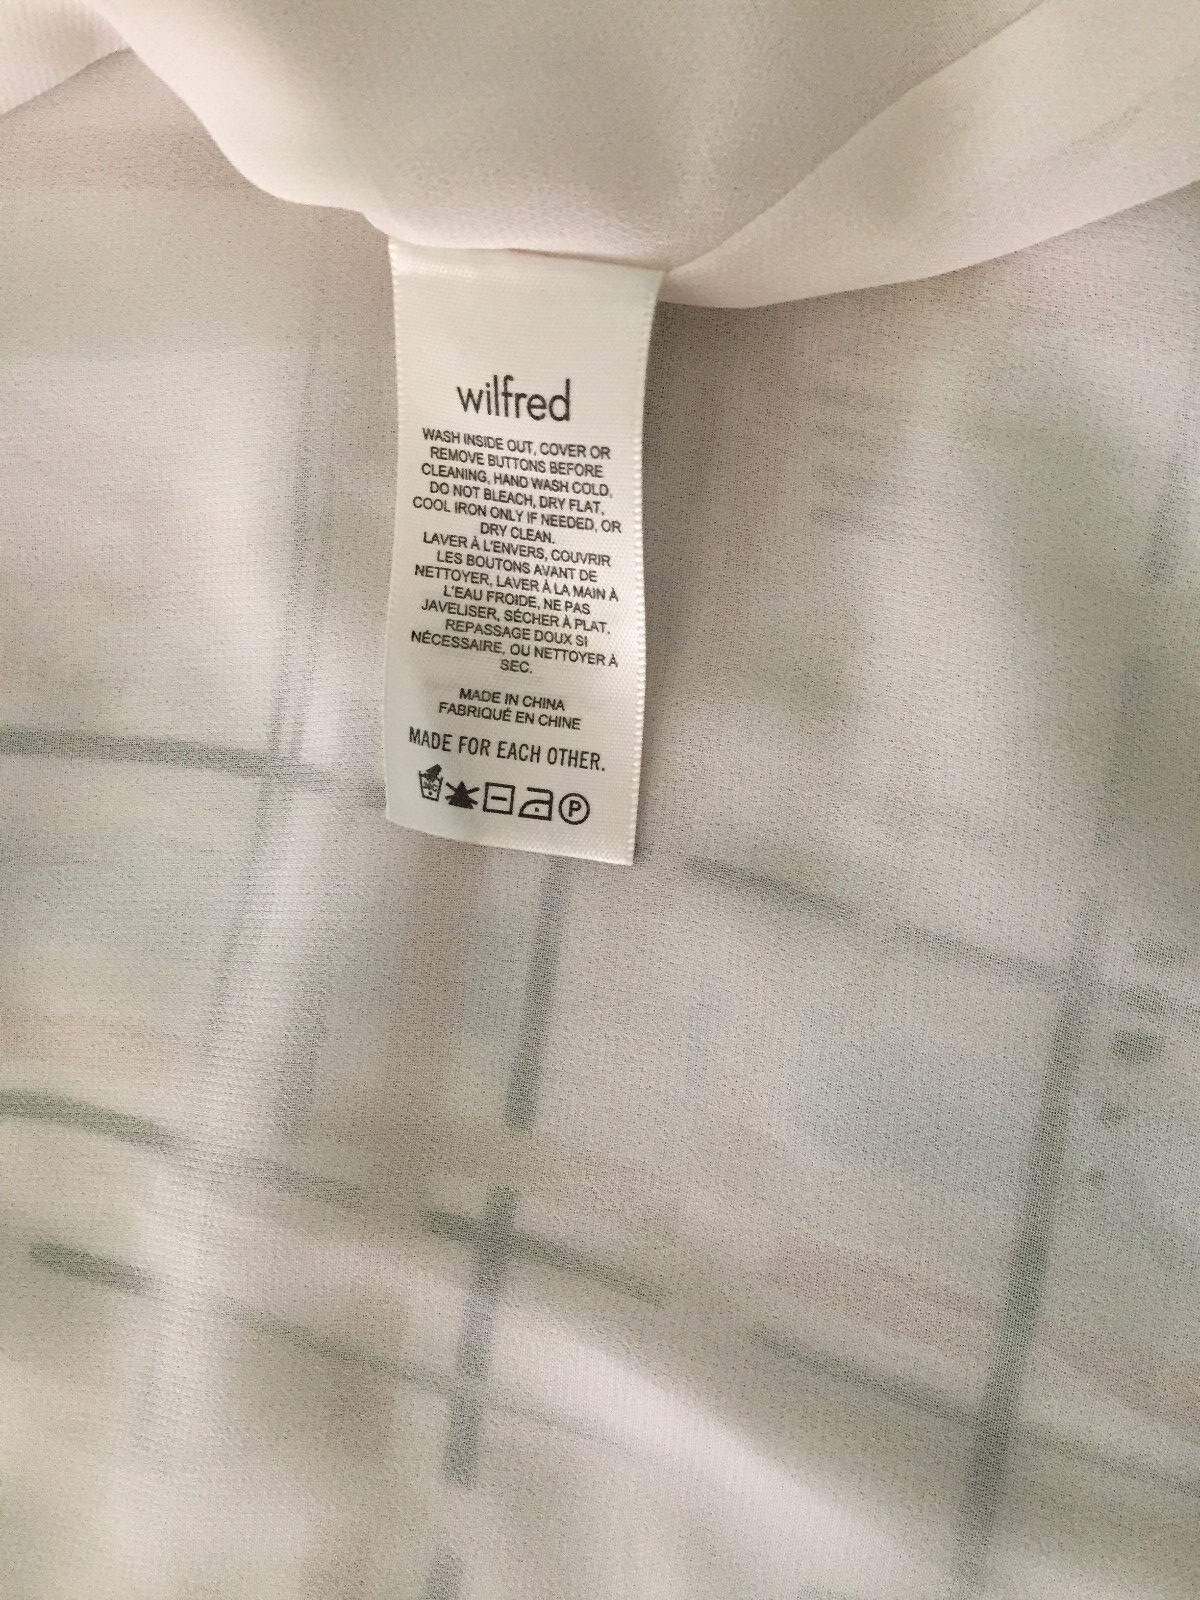 wilfred
WASH INSIDE OUT, COVER OR
REMOVE BUTTONS BEFORE
CLEANING, HAND WASH COLD,
DO NOT BLEACH, DRY FLAT,
COOL IRON ONLY IF NEEDED, OR
DRY CLEAN.
LAVER À L'ENVERS, COUVRIR
LES BOUTONS AVANT DE
NETTOYER, LAVER À LA MAIN À
L'EAU FROIDE, NE PAS
JAVELISER, SÉCHER À PLAT,
REPASSAGE DOUX SI
NÉCESSAIRE, OU NETTOYER À
SEC.
MADE IN CHINA
FABRIQUÉ EN CHINE
MADE FOR EACH OTHER.
P